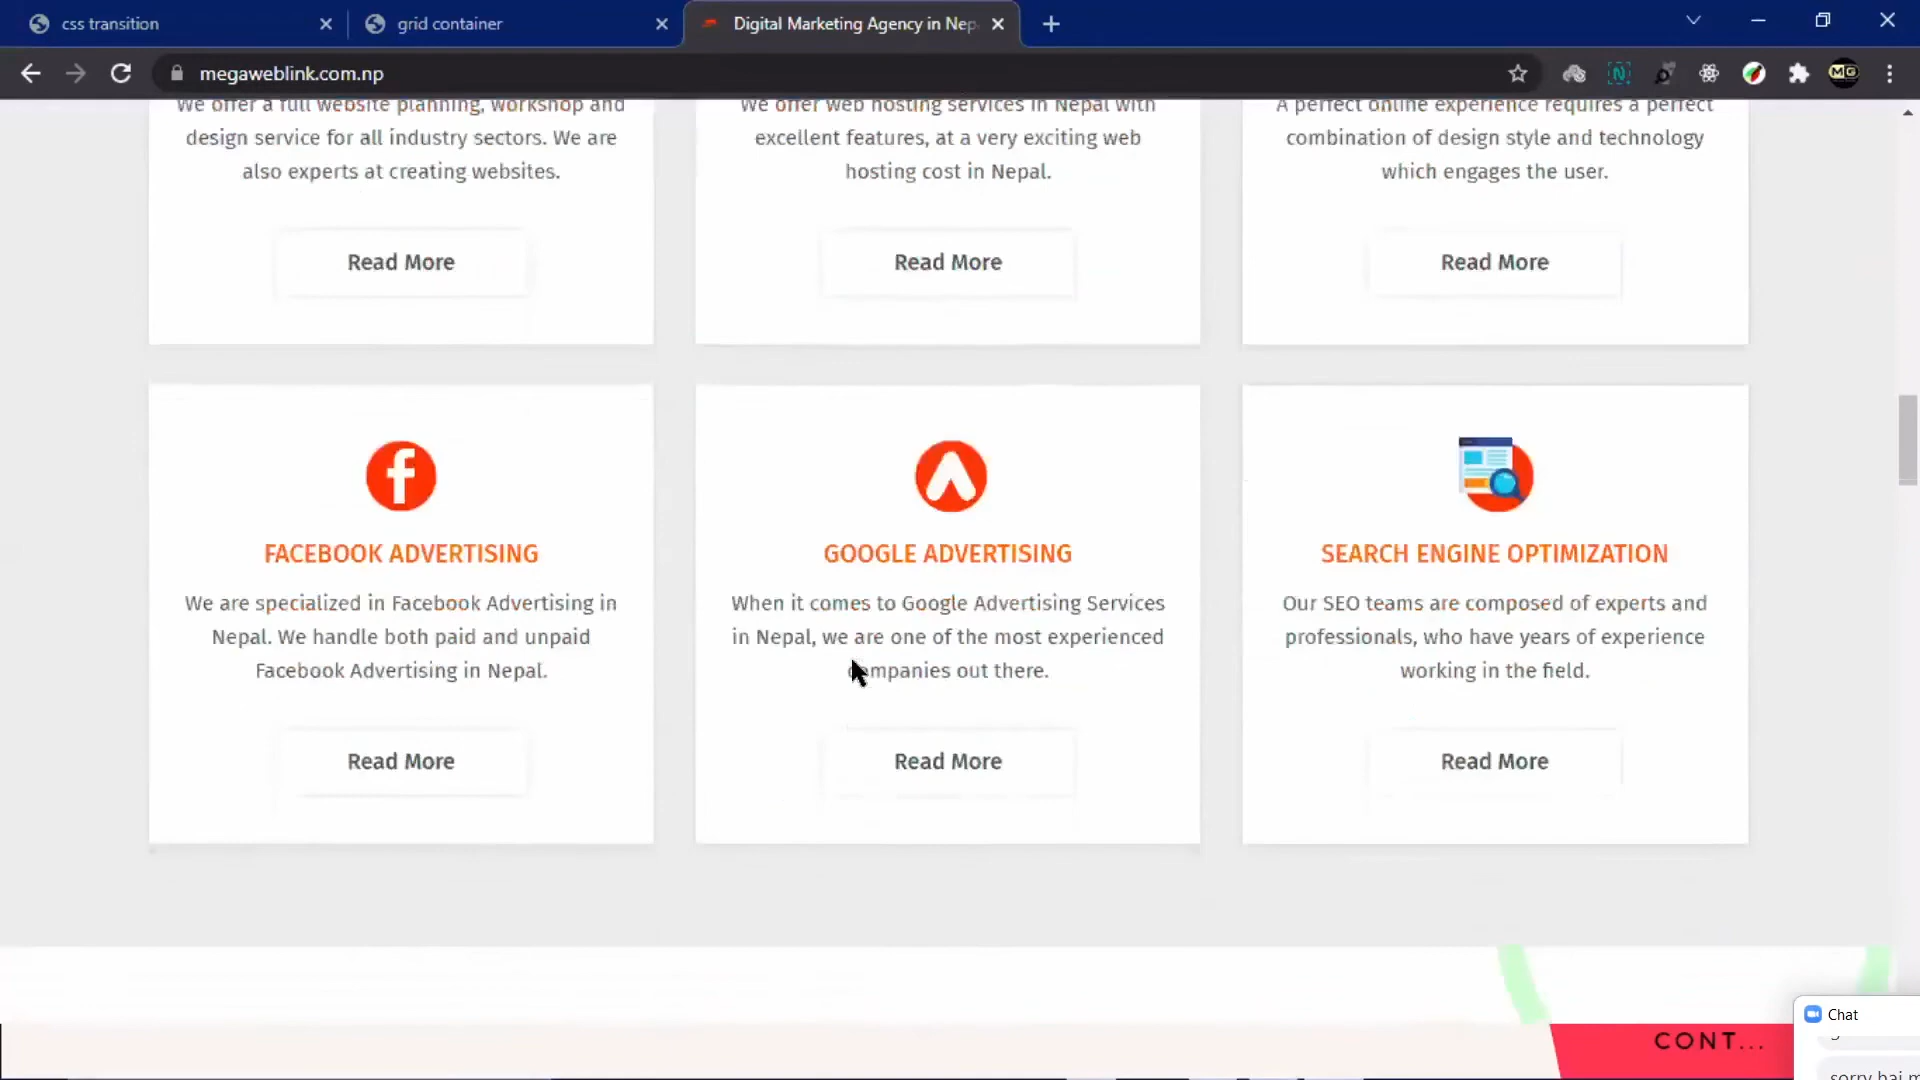 css transition
grid container
Digital Marketing Agency in Nep
megaweblink.com.np
MG
We offer a full website planning, workshop and
design service for all industry sectors. We are
also experts at creating websites.
Read More
We offer web hosting services in Nepal with
excellent features, at a very exciting web
hosting cost in Nepal.
Read More
A perfect online experience requires a perfect
combination of design style and technology
which engages the user.
Read More
FACEBOOK ADVERTISING
We are specialized in Facebook Advertising in
Nepal. We handle both paid and unpaid
Facebook Advertising in Nepal.
Read More
GOOGLE ADVERTISING
When it comes to Google Advertising Services
in Nepal, we are one of the most experienced
companies out there.
Read More
SEARCH ENGINE OPTIMIZATION
Our SEO teams are composed of experts and
professionals, who have years of experience
working in the field.
Read More
CONT...
Chat
sorry bai m